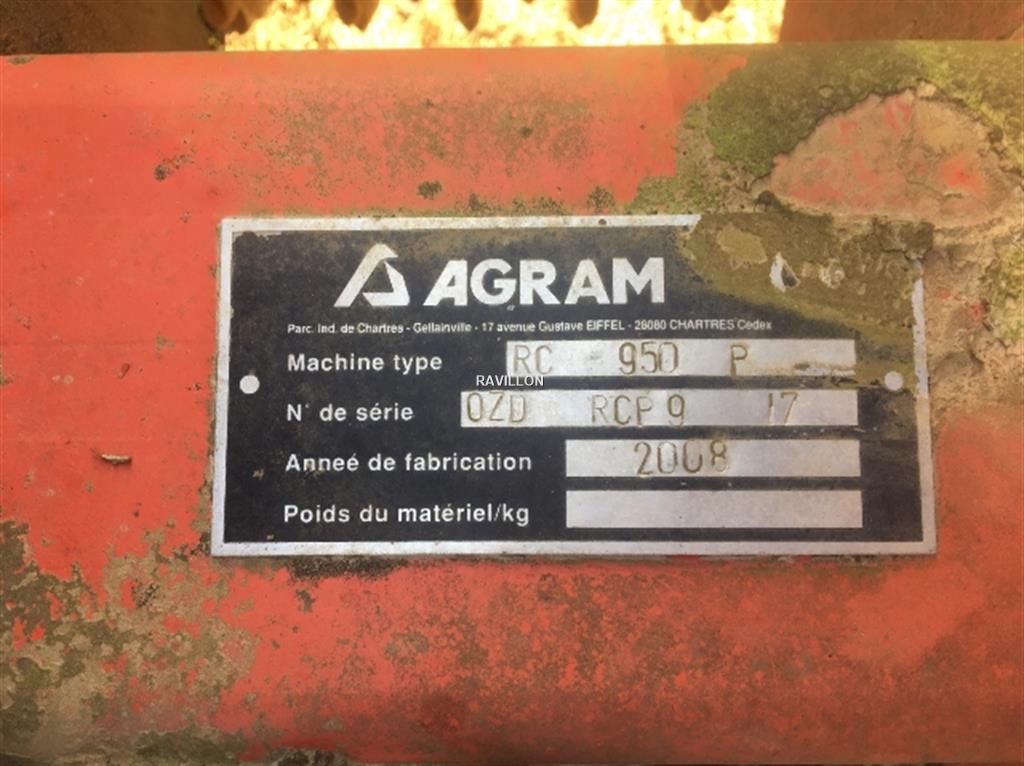 AGRAM
Parc. Ind. de Chartres - Gellainville - 17 avenue Gustave EIFFEL - 28080 CHARTRES Cedex
Machine type RC - 950 P -
RAVILLON
N° de série OZD RCP 9 17
Anneé de fabrication 2008
Poids du matériel/kg